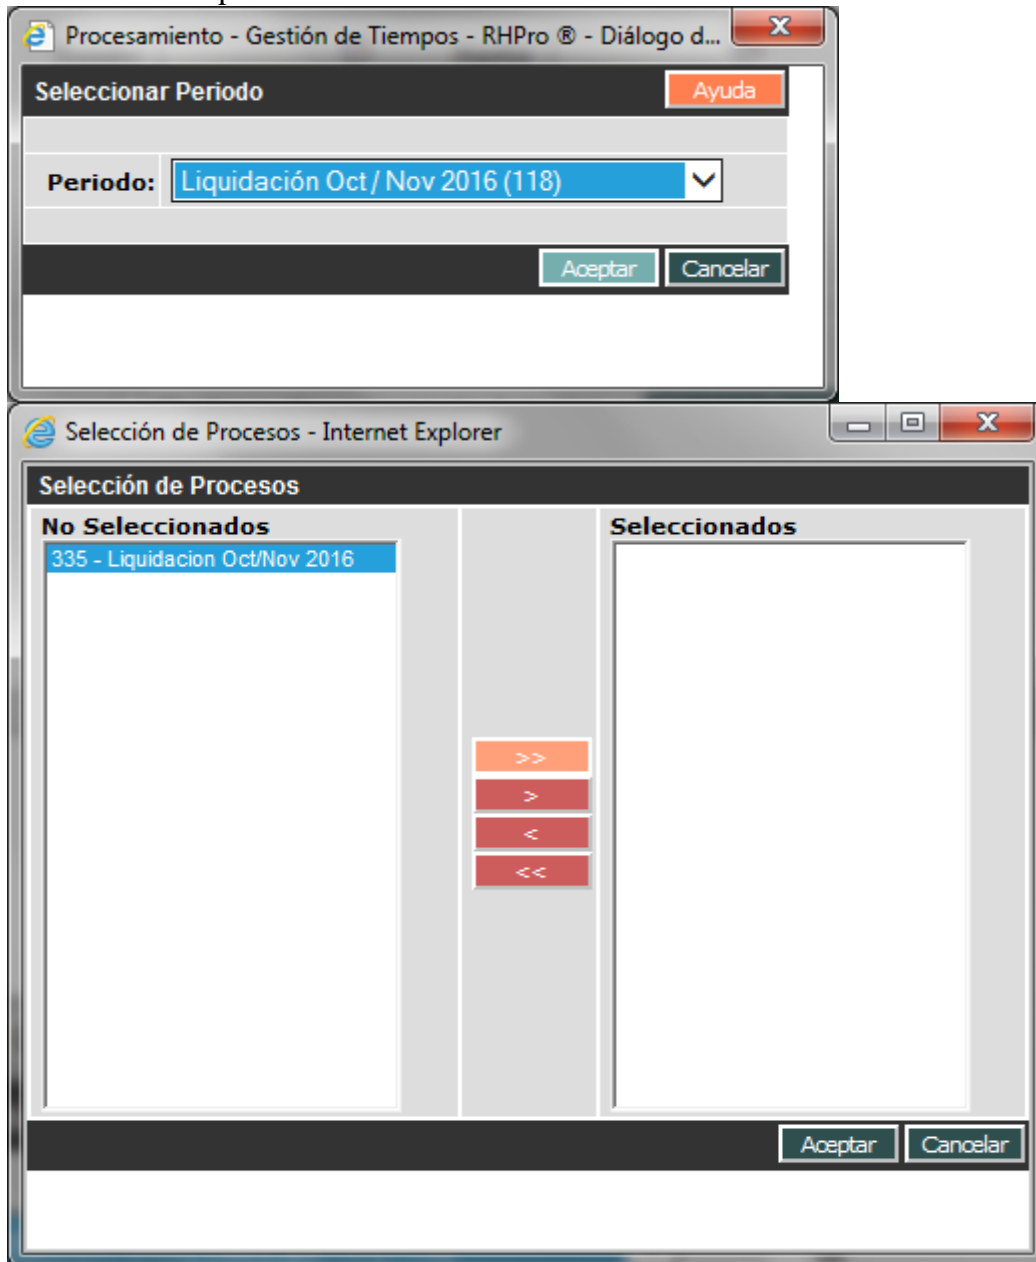 Procesamiento - Gestión de Tiempos - RHPro ® - Diálogo d...
X
Seleccionar Periodo
Ayuda
Periodo:
Liquidación Oct / Nov 2016 (118)
Aceptar
Cancelar
Selección de Procesos - Internet Explorer
X
Selección de Procesos
No Seleccionados
Seleccionados
335 - Liquidacion Oct/Nov 2016
>>
>
<
<<
Aceptar
Cancelar